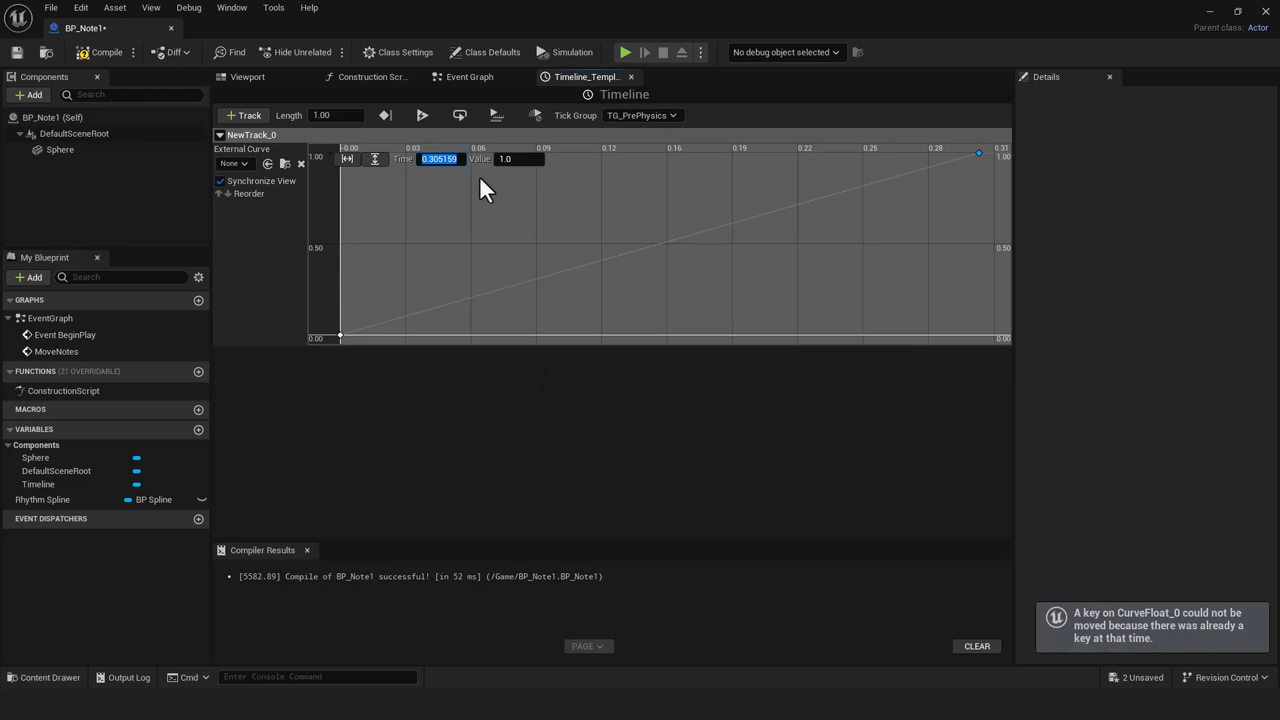 File Edit Asset View Debug Window Tools Help
BP_Note1•
Parent class: Actor
Compile Diff Find Hide Unrelated Class Settings Class Defaults Simulation No debug object selected
Components
Add Search
BP_Note1 (Self)
DefaultSceneRoot
Sphere
My Blueprint
Add Search
GRAPHS
EventGraph
Event BeginPlay
MoveNotes
FUNCTIONS (21 OVERRIDABLE)
ConstructionScript
MACROS
VARIABLES
Components
Sphere
DefaultSceneRoot
Timeline
Rhythm Spline BP Spline
EVENT DISPATCHERS
Viewport Construction Scr... Event Graph Timeline_Templ...
Timeline
Track Length 1.00 Tick Group TG_PrePhysics
NewTrack_0
External Curve
None
Synchronize View
Reorder
0.00 0.03 0.06 0.09 0.12 0.16 0.19 0.22 0.25 0.28 0.31
1.00 Time 0.305159 Value 1.0 1.00
0.50 0.50
0.00 0.00
Compiler Results
• [5582.89] Compile of BP_Note1 successful! [in 52 ms] (/Game/BP_Note1.BP_Note1)
PAGE
CLEAR
Details
A key on CurveFloat_0 could not be
moved because there was already a
key at that time.
Content Drawer Output Log Cmd Enter Console Command 2 Unsaved Revision Control